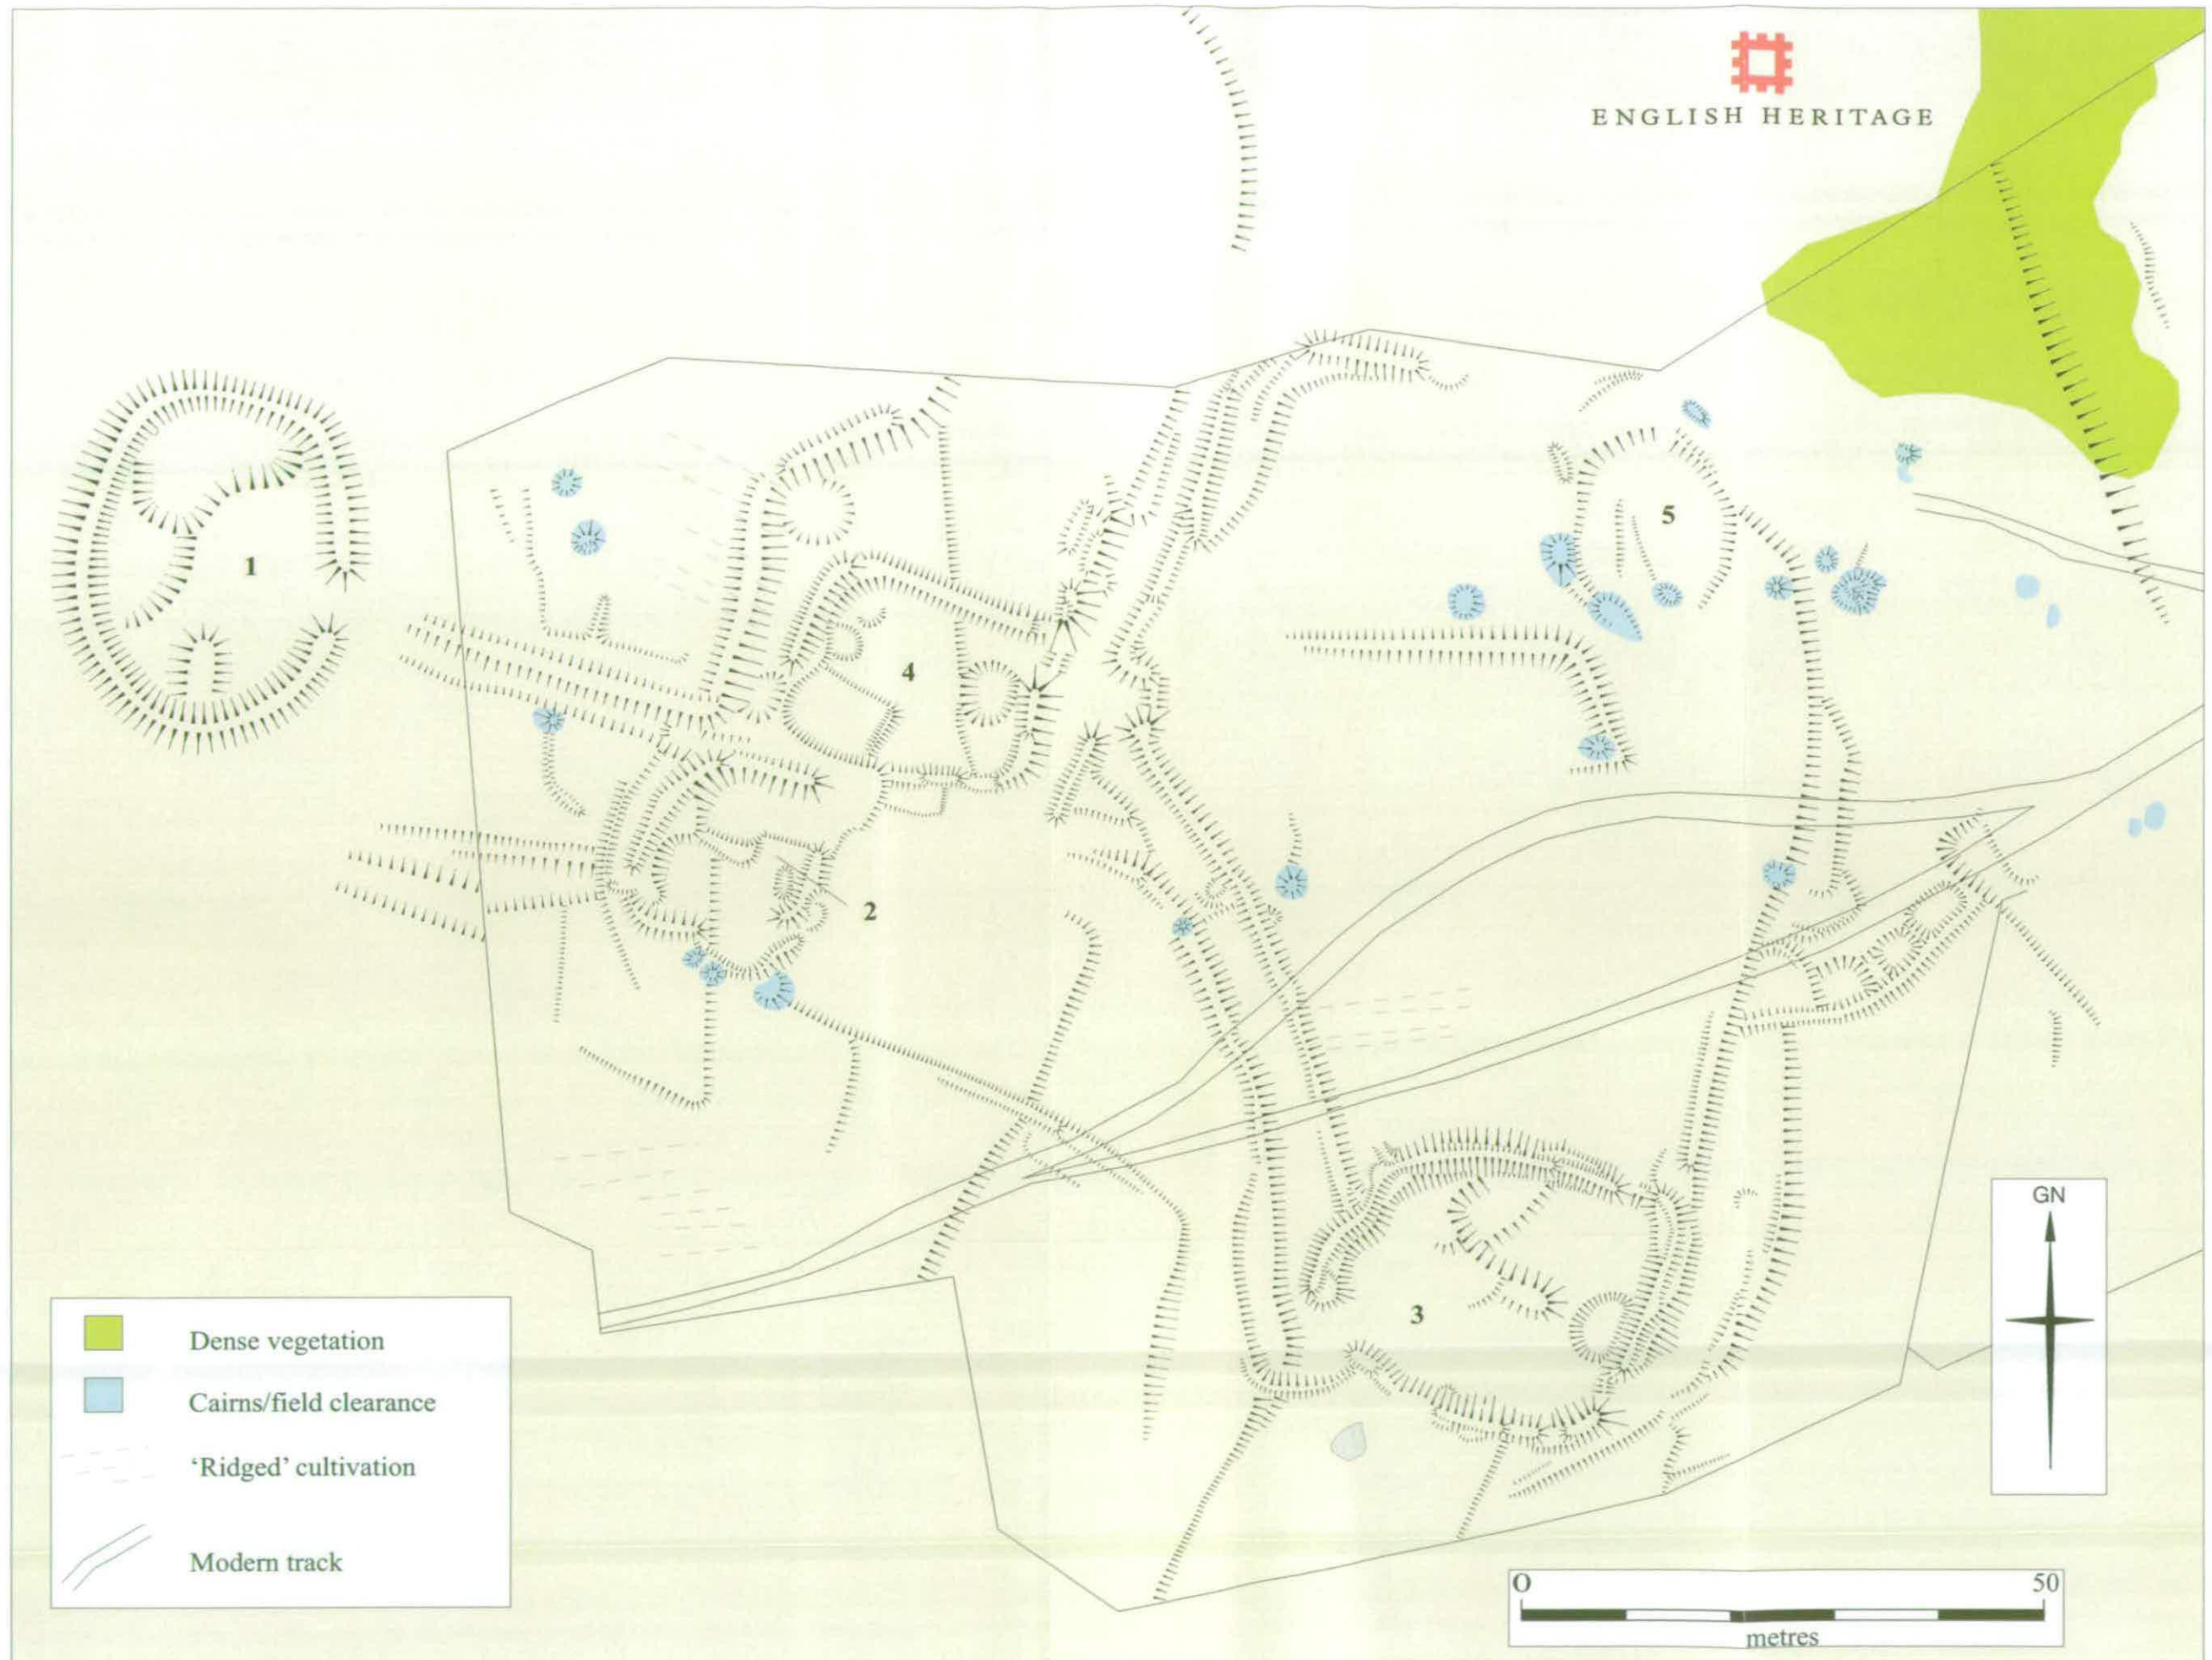 ENGLISH HERITAGE
1
5
4
2
3
GN
Dense vegetation
Cairns/field clearance
‘Ridged’ cultivation
Modern track
O 50
metres